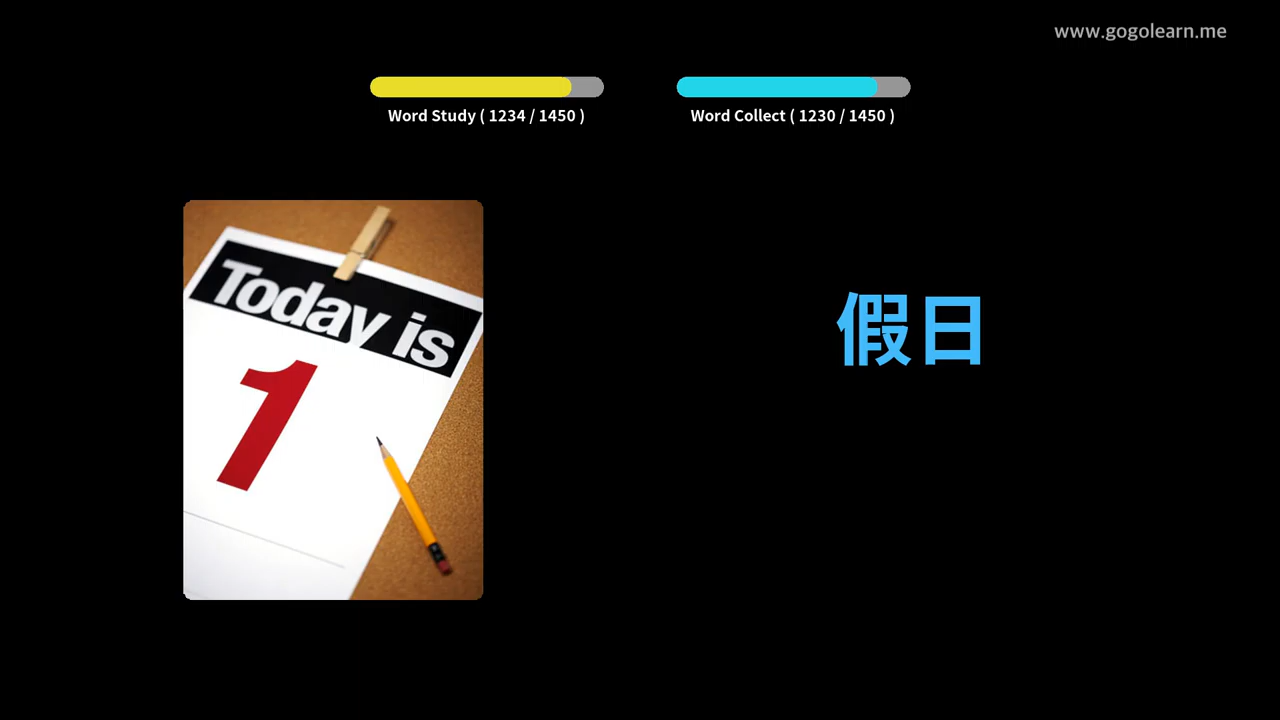 www.gogolearn.me
Word Study ( 1234 / 1450 )
Word Collect ( 1230 / 1450 )
Today is
1
假日